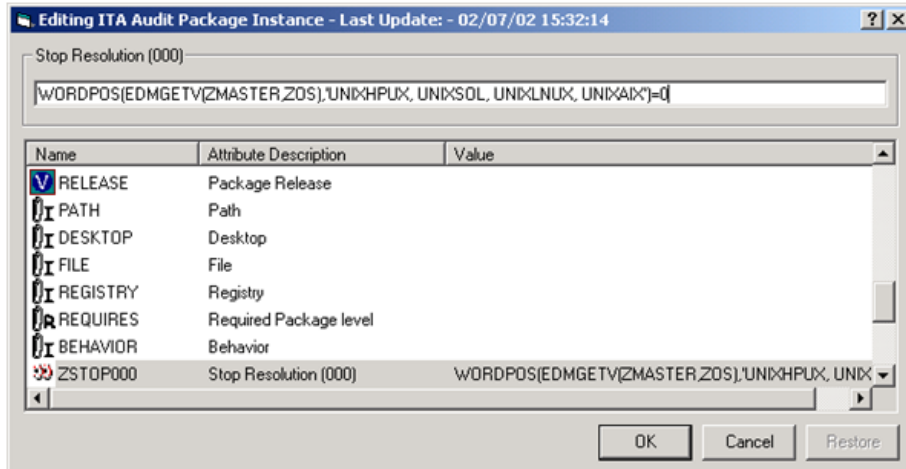 Editing ITA Audit Package Instance - Last Update: - 02/07/02 15:32:14
Stop Resolution (000)
WORDPOS(EDMGETV(ZMASTER,ZOS),'UNIXHPUX, UNIXSOL, UNIXLNUX, UNIXAIX')=0
Name Attribute Description Value
V RELEASE Package Release
PATH Path
DESKTOP Desktop
FILE File
REGISTRY Registry
REQUIRES Required Package level
BEHAVIOR Behavior
ZSTOP000 Stop Resolution (000) WORDPOS(EDMGETV(ZMASTER,ZOS),'UNIXHPUX, UNIX
OK Cancel Restore